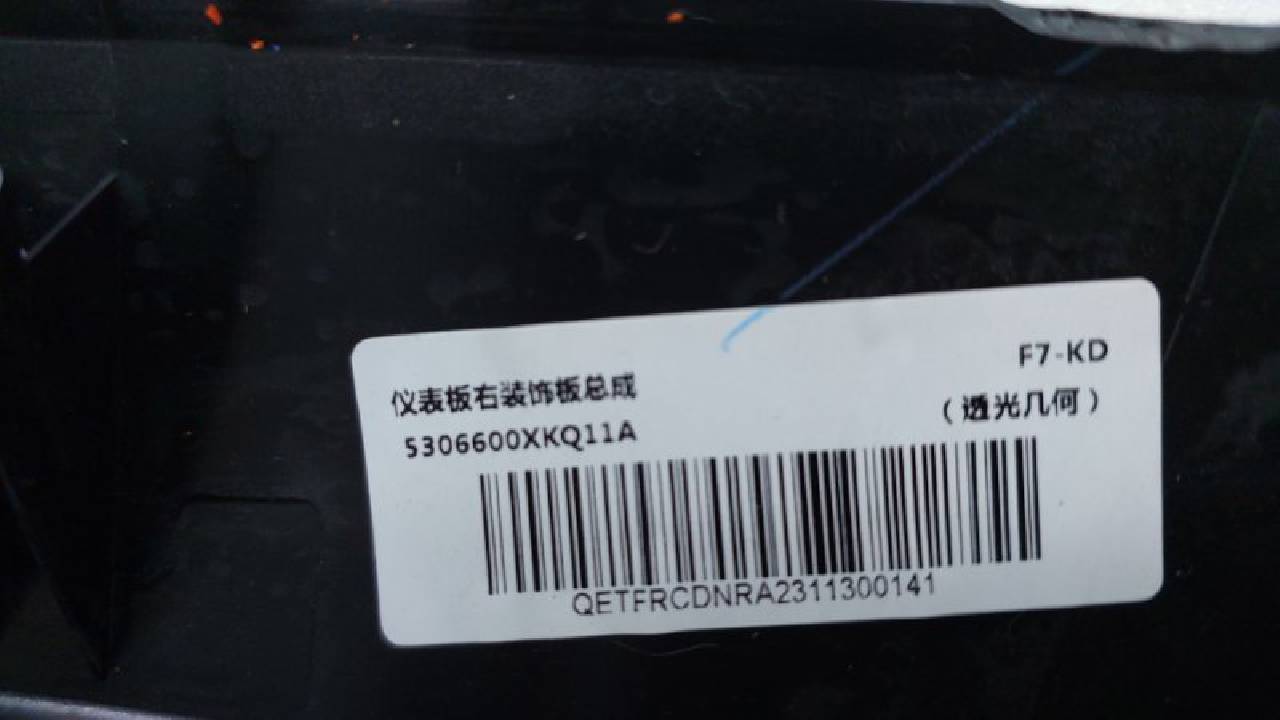 F7-KD
仪表板右装饰板总成
（透光几何）
5306600XKQ11A
QETFRCDNRA2311300141